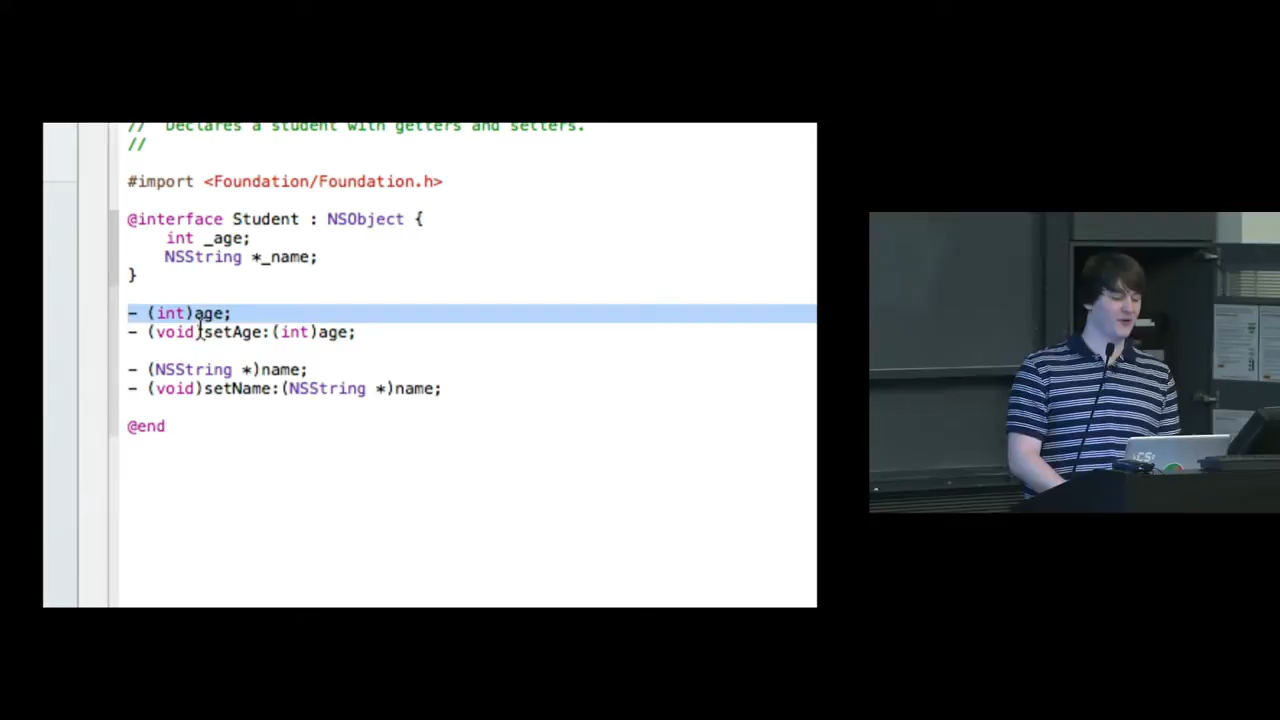 // Declares a student with getters and setters.
//
#import <Foundation/Foundation.h>
@interface Student : NSObject {
int _age;
NSString *_name;
}
- (int)age;
- (void)setAge:(int)age;
- (NSString *)name;
- (void)setName:(NSString *)name;
@end